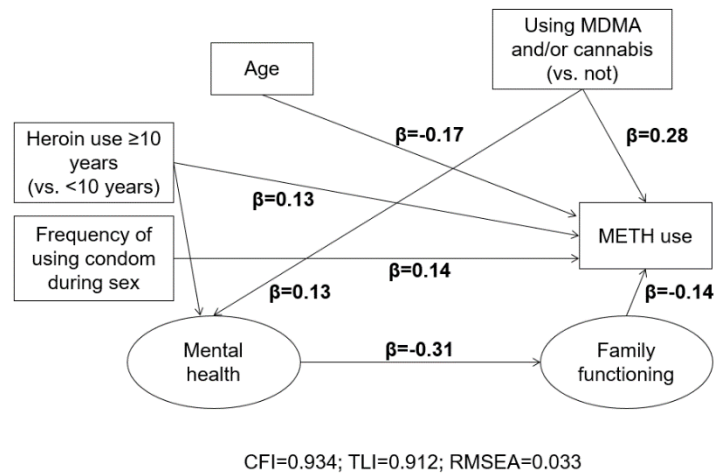 Using MDMA
and/or cannabis
(vs. not)
Age
β=-0.17
β=0.28
Heroin use ≥10
years
(vs. <10 years)
β=0.13
Frequency of
using condom
during sex
METH use
β=0.14
β=0.13
β=-0.14
Mental
health
β=-0.31
Family
functioning
CFI=0.934; TLI=0.912; RMSEA=0.033